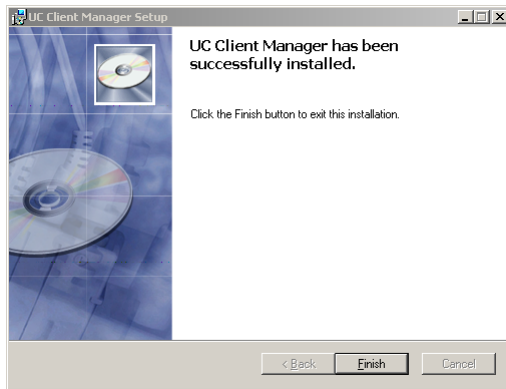 UC Client Manager Setup
UC Client Manager has been
successfully installed.
Click the Finish button to exit this installation.
< Back
Finish
Cancel